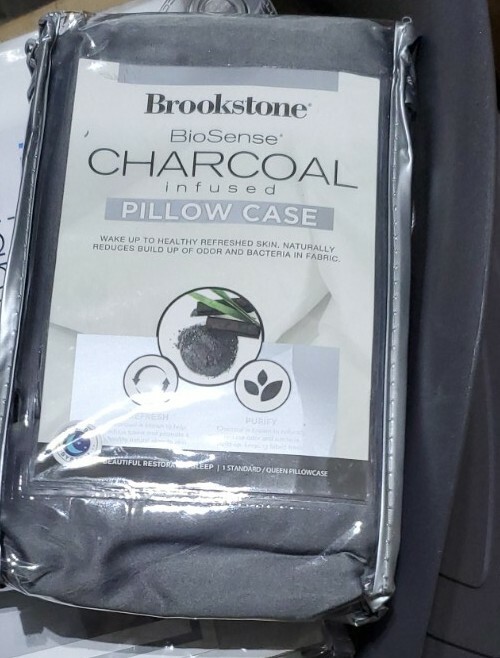 Brookstone®
BioSense®
CHARCOAL
infused
PILLOW CASE
WAKE UP TO HEALTHY REFRESHED SKIN. NATURALLY
REDUCES BUILD UP OF ODOR AND BACTERIA IN FABRIC.
PURIFY
BEAUTIFUL SLEEP | 1 STANDARD / QUEEN PILLOWCASE